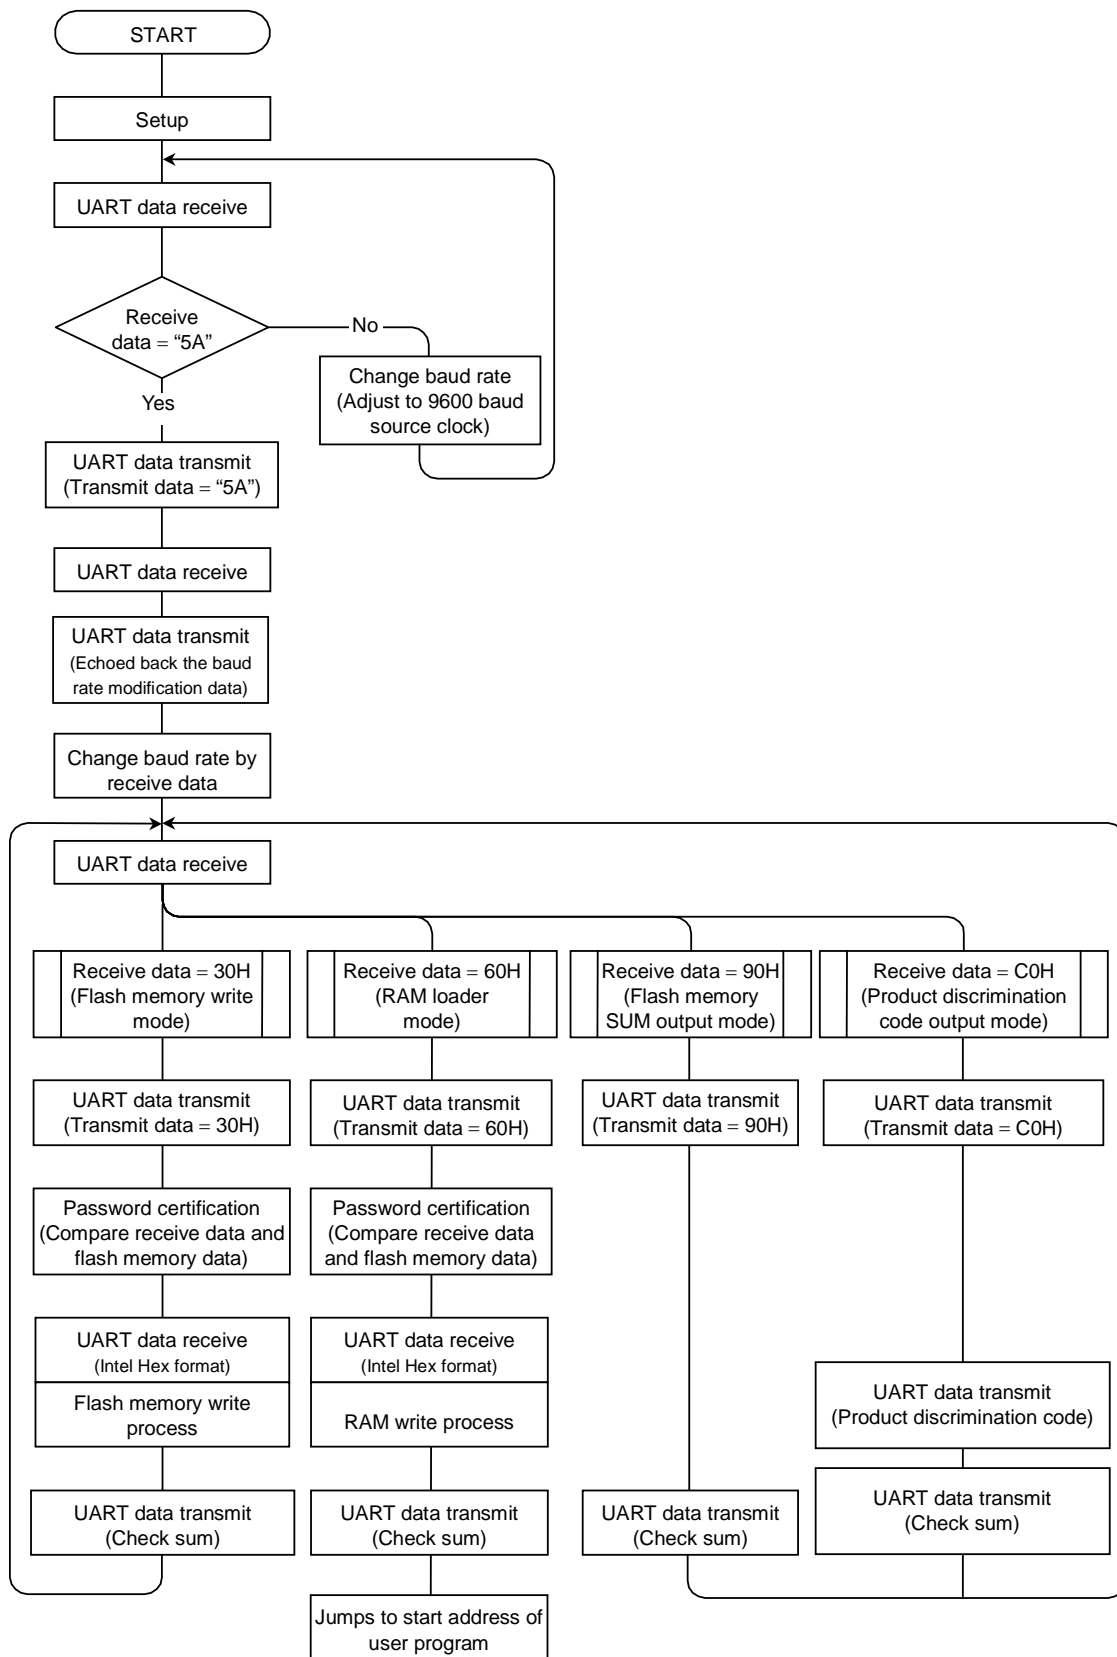 START
Setup
UART data receive
Receive
data = “5A”
No
Change baud rate
(Adjust to 9600 baud
source clock)
Yes
UART data transmit
(Transmit data = “5A”)
UART data receive
UART data transmit
(Echoed back the baud
rate modification data)
Change baud rate by
receive data
UART data receive
Receive data = 30H
(Flash memory write
mode)
Receive data = 60H
(RAM loader
mode)
Receive data = 90H
(Flash memory
SUM output mode)
Receive data = C0H
(Product discrimination
code output mode)
UART data transmit
(Transmit data = 30H)
UART data transmit
(Transmit data = 60H)
UART data transmit
(Transmit data = 90H)
UART data transmit
(Transmit data = C0H)
Password certification
(Compare receive data and
flash memory data)
Password certification
(Compare receive data
and flash memory data)
UART data receive
(Intel Hex format)
UART data receive
(Intel Hex format)
Flash memory write
process
RAM write process
UART data transmit
(Product discrimination code)
UART data transmit
(Check sum)
UART data transmit
(Check sum)
UART data transmit
(Check sum)
UART data transmit
(Check sum)
Jumps to start address of
user program